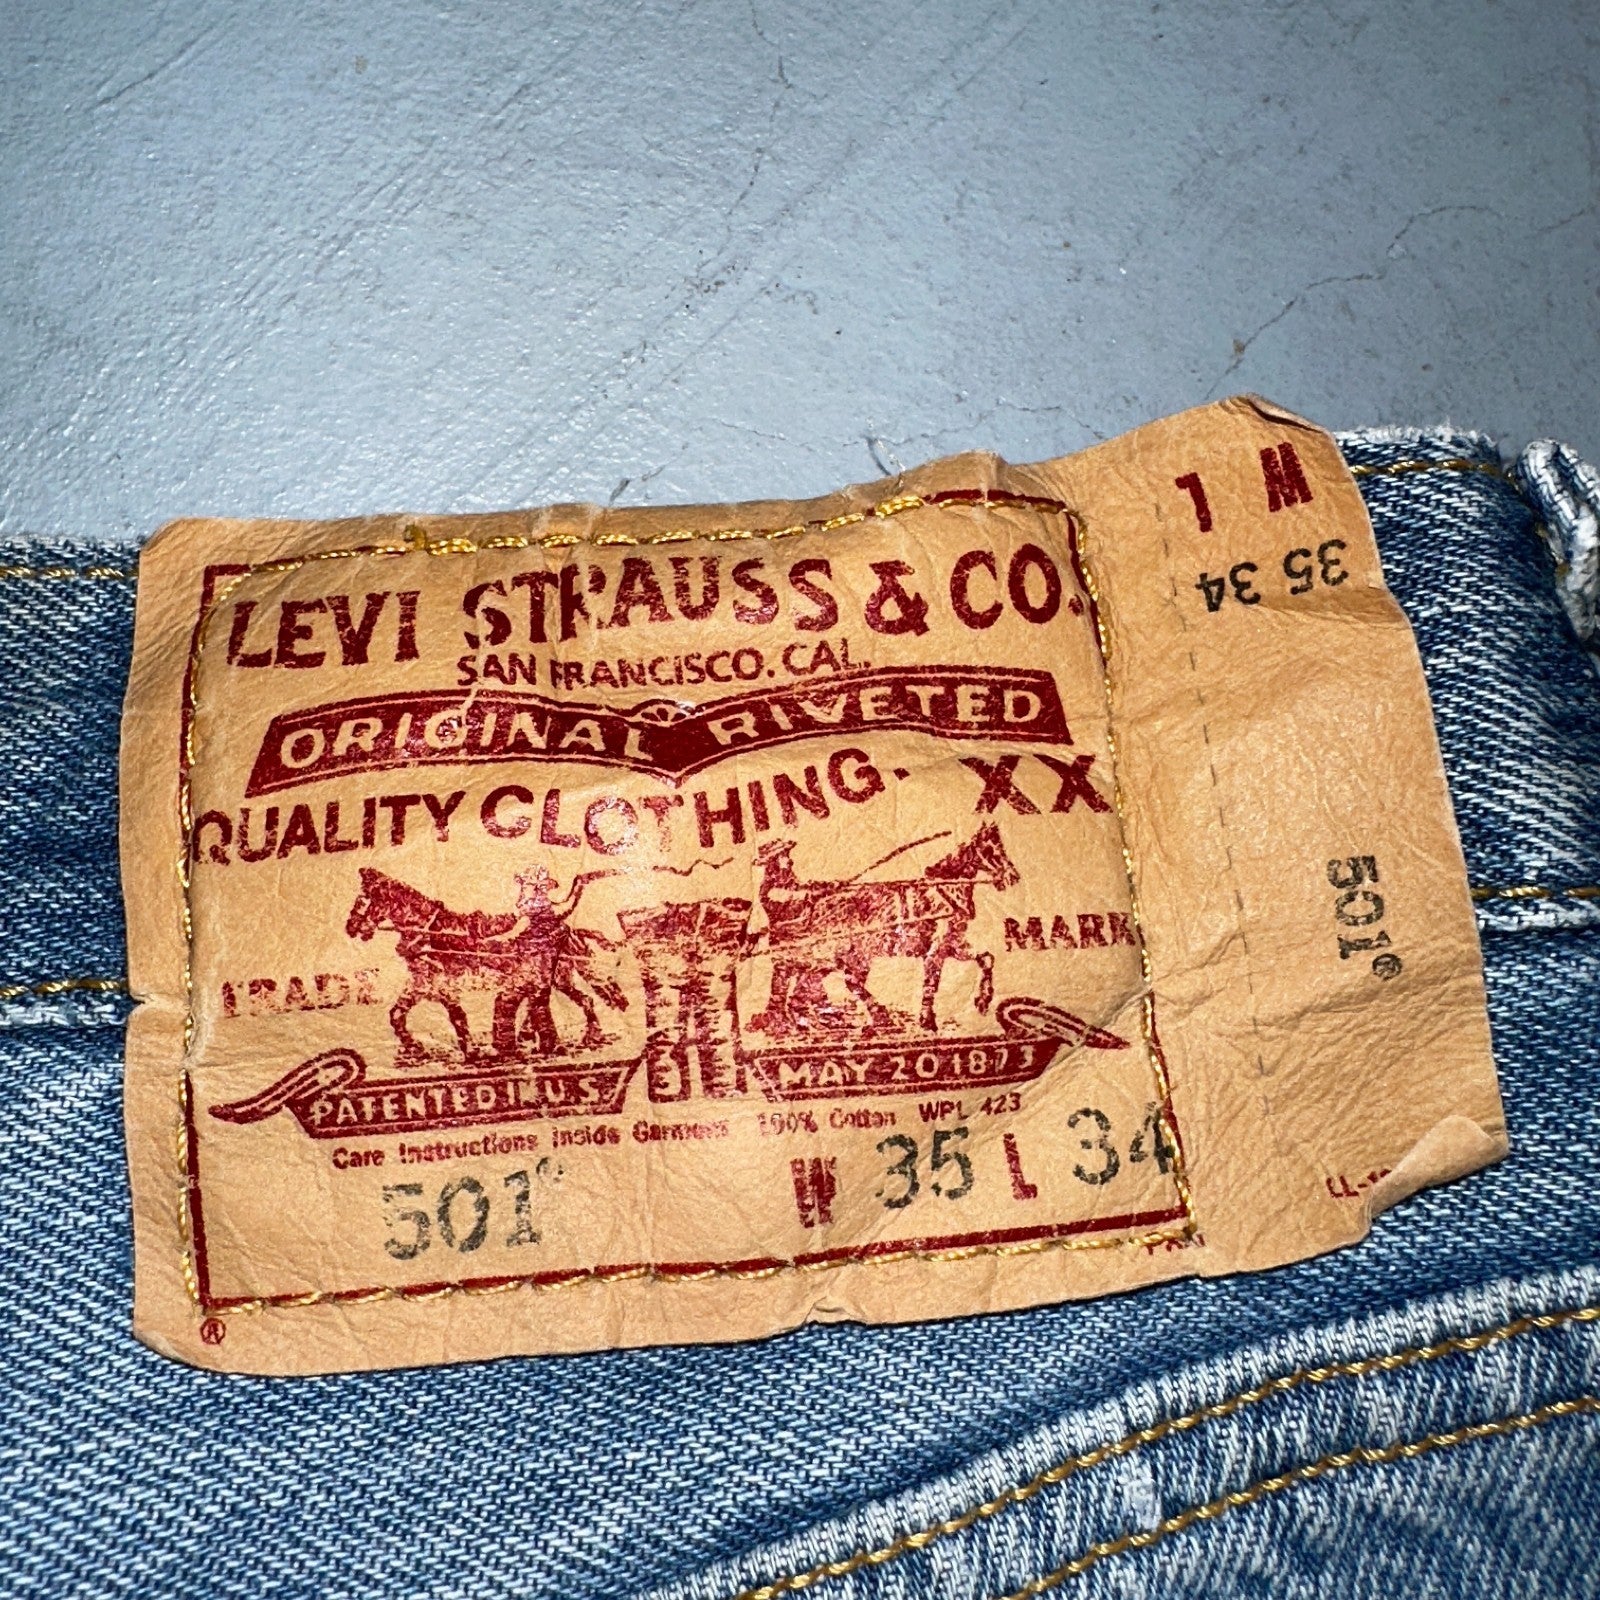 LEVI STRAUSS & CO.
SAN FRANCISCO. CAL.
ORIGINAL RIVETED
QUALITY CLOTHING. XX
TRADE MARK
PATENTED IN U.S. MAY 20 1873
Care Instructions Inside Garment 100% Cotton WPL 423
501® W 35 L 34
®
W L
35 34
501®